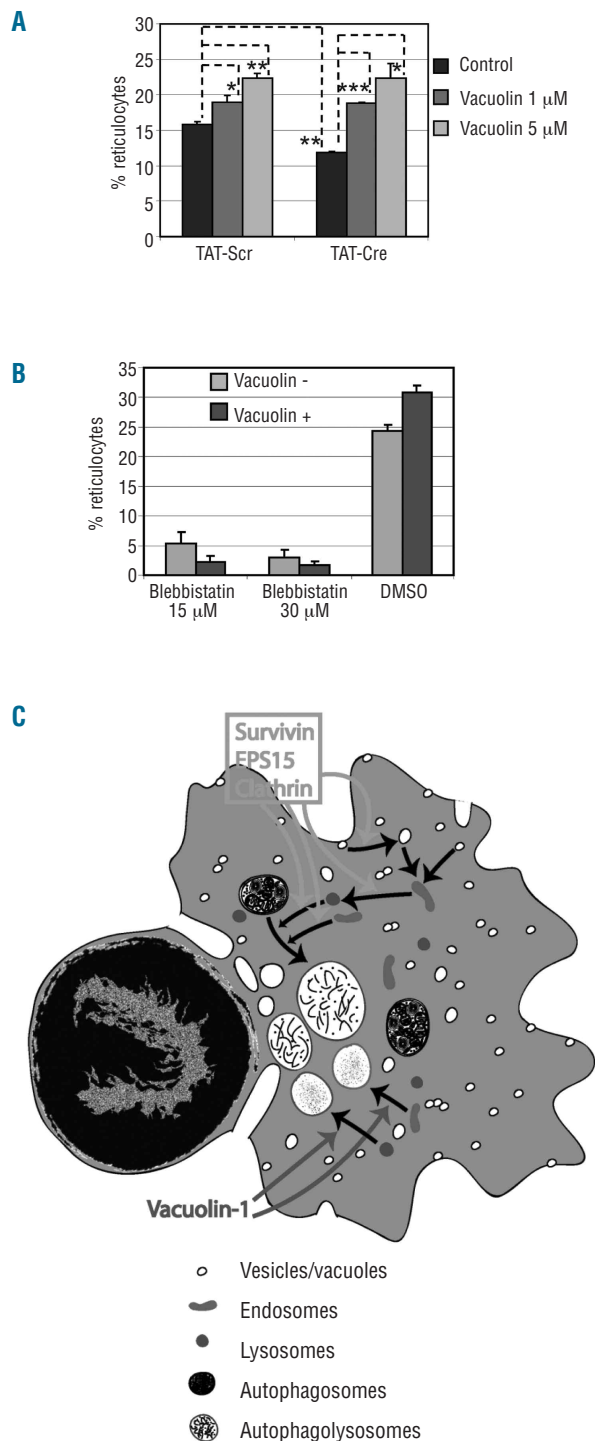 A
30
25
20
15
10
5
0
% reticulocytes
**
*
**
***
*
TAT-Scr
TAT-Cre
Control
Vacuolin 1 μM
Vacuolin 5 μM
B
35
30
25
20
15
10
5
0
% reticulocytes
Vacuolin -
Vacuolin +
Blebbistatin
15 μM
Blebbistatin
30 μM
DMSO
C
Survivin
EPS15
Clathrin
Vacuolin-1
Vesicles/vacuoles
Endosomes
Lysosomes
Autophagosomes
Autophagolysosomes